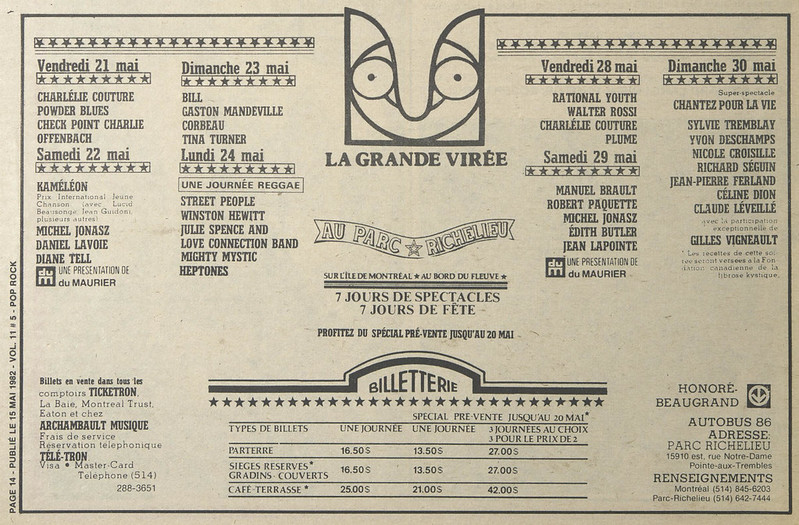 Vendredi 21 mai
CHARLÉLIE COUTURE
POWDER BLUES
CHECK POINT CHARLIE
OFFENBACH
Samedi 22 mai
KAMÉLÉON
Prix International Jeune
Chanson (avec Lucid
Beausonge, Jean Guidoni,
plusieurs autres)
MICHEL JONASZ
DANIEL LAVOIE
DIANE TELL
du M UNE PRESENTATION DE
du MAURIER
Dimanche 23 mai
BILL
GASTON MANDEVILLE
CORBEAU
TINA TURNER
Lundi 24 mai
UNE JOURNÉE REGGAE
STREET PEOPLE
WINSTON HEWITT
JULIE SPENCE AND
LOVE CONNECTION BAND
MIGHTY MYSTIC
HEPTONES
LA GRANDE VIRÉE
AU PARC RICHELIEU
SUR L'ÎLE DE MONTRÉAL ★ AU BORD DU FLEUVE ★
7 JOURS DE SPECTACLES
7 JOURS DE FÊTE
PROFITEZ DU SPÉCIAL PRÉ-VENTE JUSQU'AU 20 MAI
Vendredi 28 mai
RATIONAL YOUTH
WALTER ROSSI
CHARLÉLIE COUTURE
PLUME
Samedi 29 mai
MANUEL BRAULT
ROBERT PAQUETTE
MICHEL JONASZ
ÉDITH BUTLER
JEAN LAPOINTE
du M UNE PRESENTATION DE
du MAURIER
Dimanche 30 mai
Super-spectacle
CHANTEZ POUR LA VIE
SYLVIE TREMBLAY
YVON DESCHAMPS
NICOLE CROISILLE
RICHARD SÉGUIN
JEAN-PIERRE FERLAND
CÉLINE DION
CLAUDE LÉVEILLÉ
avec la participation
exceptionnelle de
GILLES VIGNEAULT
* Les recettes de cette soi-
rée seront versées à la Fon-
dation canadienne de la
fibrose kystique.
Billets en vente dans tous les
comptoirs TICKETRON,
La Baie, Montreal Trust,
Eaton et chez
ARCHAMBAULT MUSIQUE
Frais de service
Réservation téléphonique
TÉLÉ-TRON
Visa • Master-Card
Téléphone (514)
288-3651
BILLETTERIE
SPECIAL PRE-VENTE JUSQU'AU 20 MAI*
TYPES DE BILLETS UNE JOURNÉE UNE JOURNÉE 3 JOURNÉES AU CHOIX
3 POUR LE PRIX DE 2
PARTERRE 16.50$ 13.50$ 27.00$
SIEGES RESERVES*
GRADINS - COUVERTS 16.50$ 13.50$ 27.00$
CAFÉ-TERRASSE* 25.00$ 21.00$ 42.00$
HONORÉ-
BEAUGRAND
AUTOBUS 86
ADRESSE:
PARC RICHELIEU
15910 est, rue Notre-Dame
Pointe-aux-Trembles
RENSEIGNEMENTS
Montréal (514) 845-6203
Parc-Richelieu (514) 642-7444
PAGE 14 - PUBLIÉ LE 15 MAI 1982 - VOL. 11 # 5 - POP ROCK